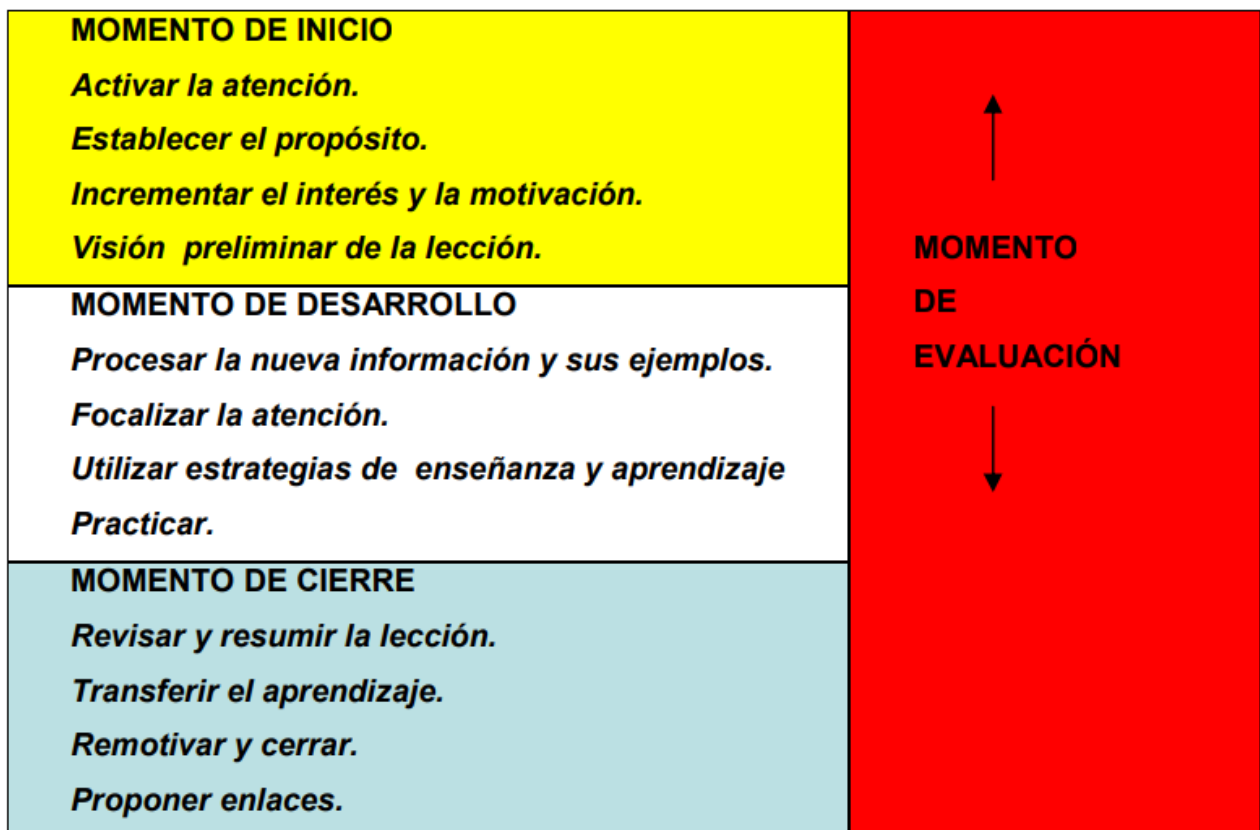 MOMENTO DE INICIO
Activar la atención.
Establecer el propósito.
Incrementar el interés y la motivación.
Visión preliminar de la lección.
MOMENTO DE DESARROLLO
Procesar la nueva información y sus ejemplos.
Focalizar la atención.
Utilizar estrategias de enseñanza y aprendizaje
Practicar.
MOMENTO DE CIERRE
Revisar y resumir la lección.
Transferir el aprendizaje.
Remotivar y cerrar.
Proponer enlaces.
MOMENTO
DE
EVALUACIÓN